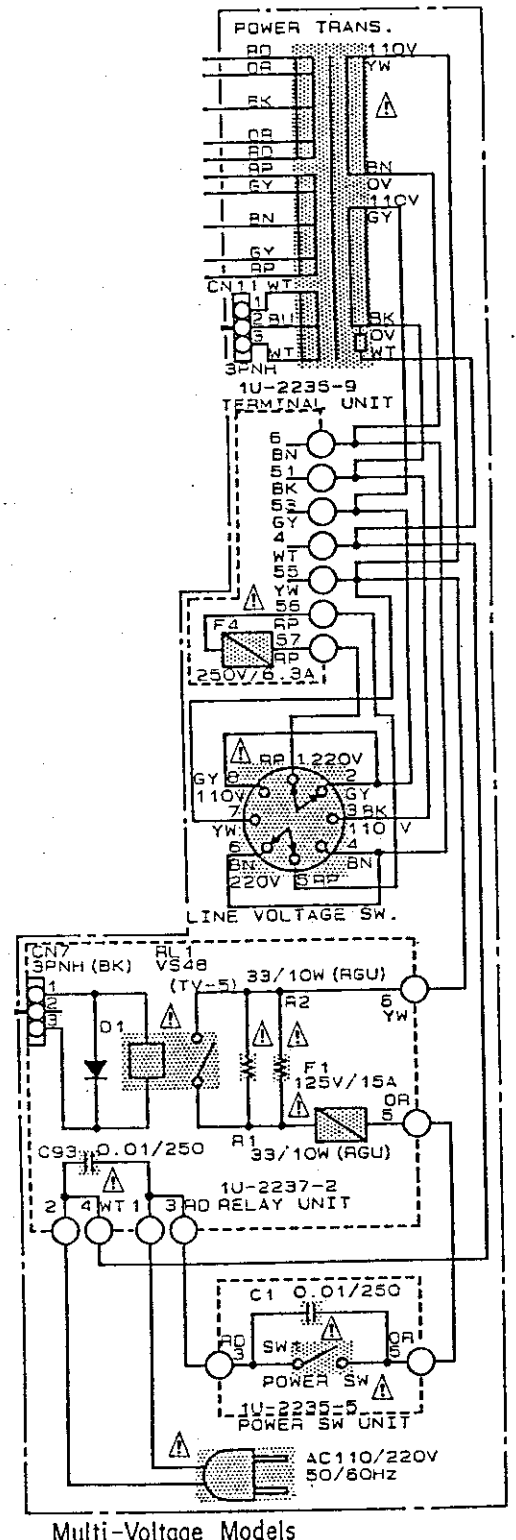 POWER TRANS.
RD
OR
BK
OR
RD
RP
GY
BN
GY
RP
110V
YW
BN
0V
110V
GY
BK
0V
WT
CN11 WT
1
2 BU
3
WT
3PNH
1U-2235-9
TERMINAL UNIT
6
BN
51
BK
53
GY
4
WT
55
YW
56
RP
F4
57
RP
250V/6.3A
RP 1 220V
GY 8
2
GY
110V
7
YW
3 BK
110 V
6
BN
4
BN
220V
5 RP
LINE VOLTAGE SW.
CN7
3PNH (BK)
RL1
VS48
(TV-5)
33/10W (RGU)
1
2
3
D1
R2
6
YW
F1
125V/15A
OR
5
C93 0.01/250
R1
33/10W (RGU)
1U-2237-2
2 4 WT 1 3 RD RELAY UNIT
C1 0.01/250
RD
3
SW1
OR
5
POWER SW
1U-2235-5
POWER SW UNIT
AC110/220V
50/60Hz
Multi-Voltage Models